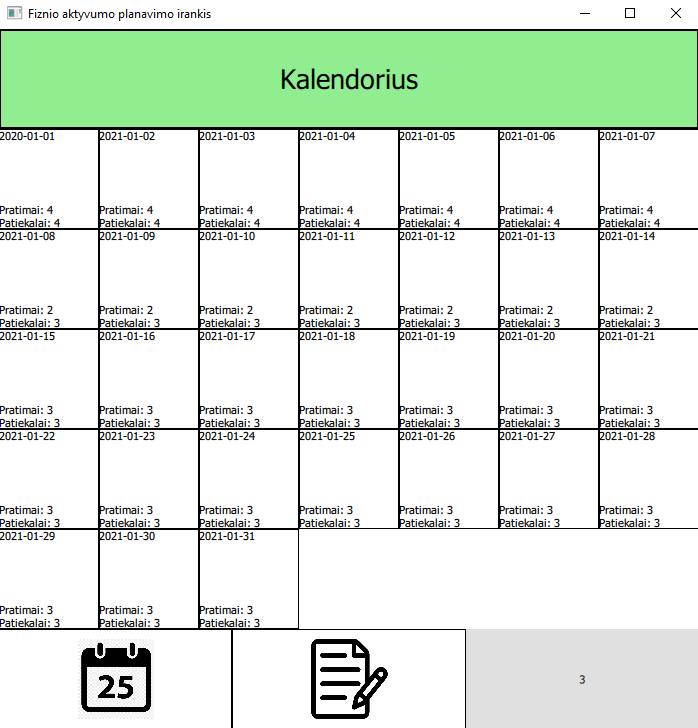 Fiznio aktyvumo planavimo irankis
Kalendorius
2020-01-01 2021-01-02 2021-01-03 2021-01-04 2021-01-05 2021-01-06 2021-01-07
Pratimai: 4 Pratimai: 4 Pratimai: 4 Pratimai: 4 Pratimai: 4 Pratimai: 4 Pratimai: 4
Patiekalai: 4 Patiekalai: 4 Patiekalai: 4 Patiekalai: 4 Patiekalai: 4 Patiekalai: 4 Patiekalai: 4
2021-01-08 2021-01-09 2021-01-10 2021-01-11 2021-01-12 2021-01-13 2021-01-14
Pratimai: 2 Pratimai: 2 Pratimai: 2 Pratimai: 2 Pratimai: 2 Pratimai: 2 Pratimai: 2
Patiekalai: 3 Patiekalai: 3 Patiekalai: 3 Patiekalai: 3 Patiekalai: 3 Patiekalai: 3 Patiekalai: 3
2021-01-15 2021-01-16 2021-01-17 2021-01-18 2021-01-19 2021-01-20 2021-01-21
Pratimai: 3 Pratimai: 3 Pratimai: 3 Pratimai: 3 Pratimai: 3 Pratimai: 3 Pratimai: 3
Patiekalai: 3 Patiekalai: 3 Patiekalai: 3 Patiekalai: 3 Patiekalai: 3 Patiekalai: 3 Patiekalai: 3
2021-01-22 2021-01-23 2021-01-24 2021-01-25 2021-01-26 2021-01-27 2021-01-28
Pratimai: 3 Pratimai: 3 Pratimai: 3 Pratimai: 3 Pratimai: 3 Pratimai: 3 Pratimai: 3
Patiekalai: 3 Patiekalai: 3 Patiekalai: 3 Patiekalai: 3 Patiekalai: 3 Patiekalai: 3 Patiekalai: 3
2021-01-29 2021-01-30 2021-01-31
Pratimai: 3 Pratimai: 3 Pratimai: 3
Patiekalai: 3 Patiekalai: 3 Patiekalai: 3
25 3